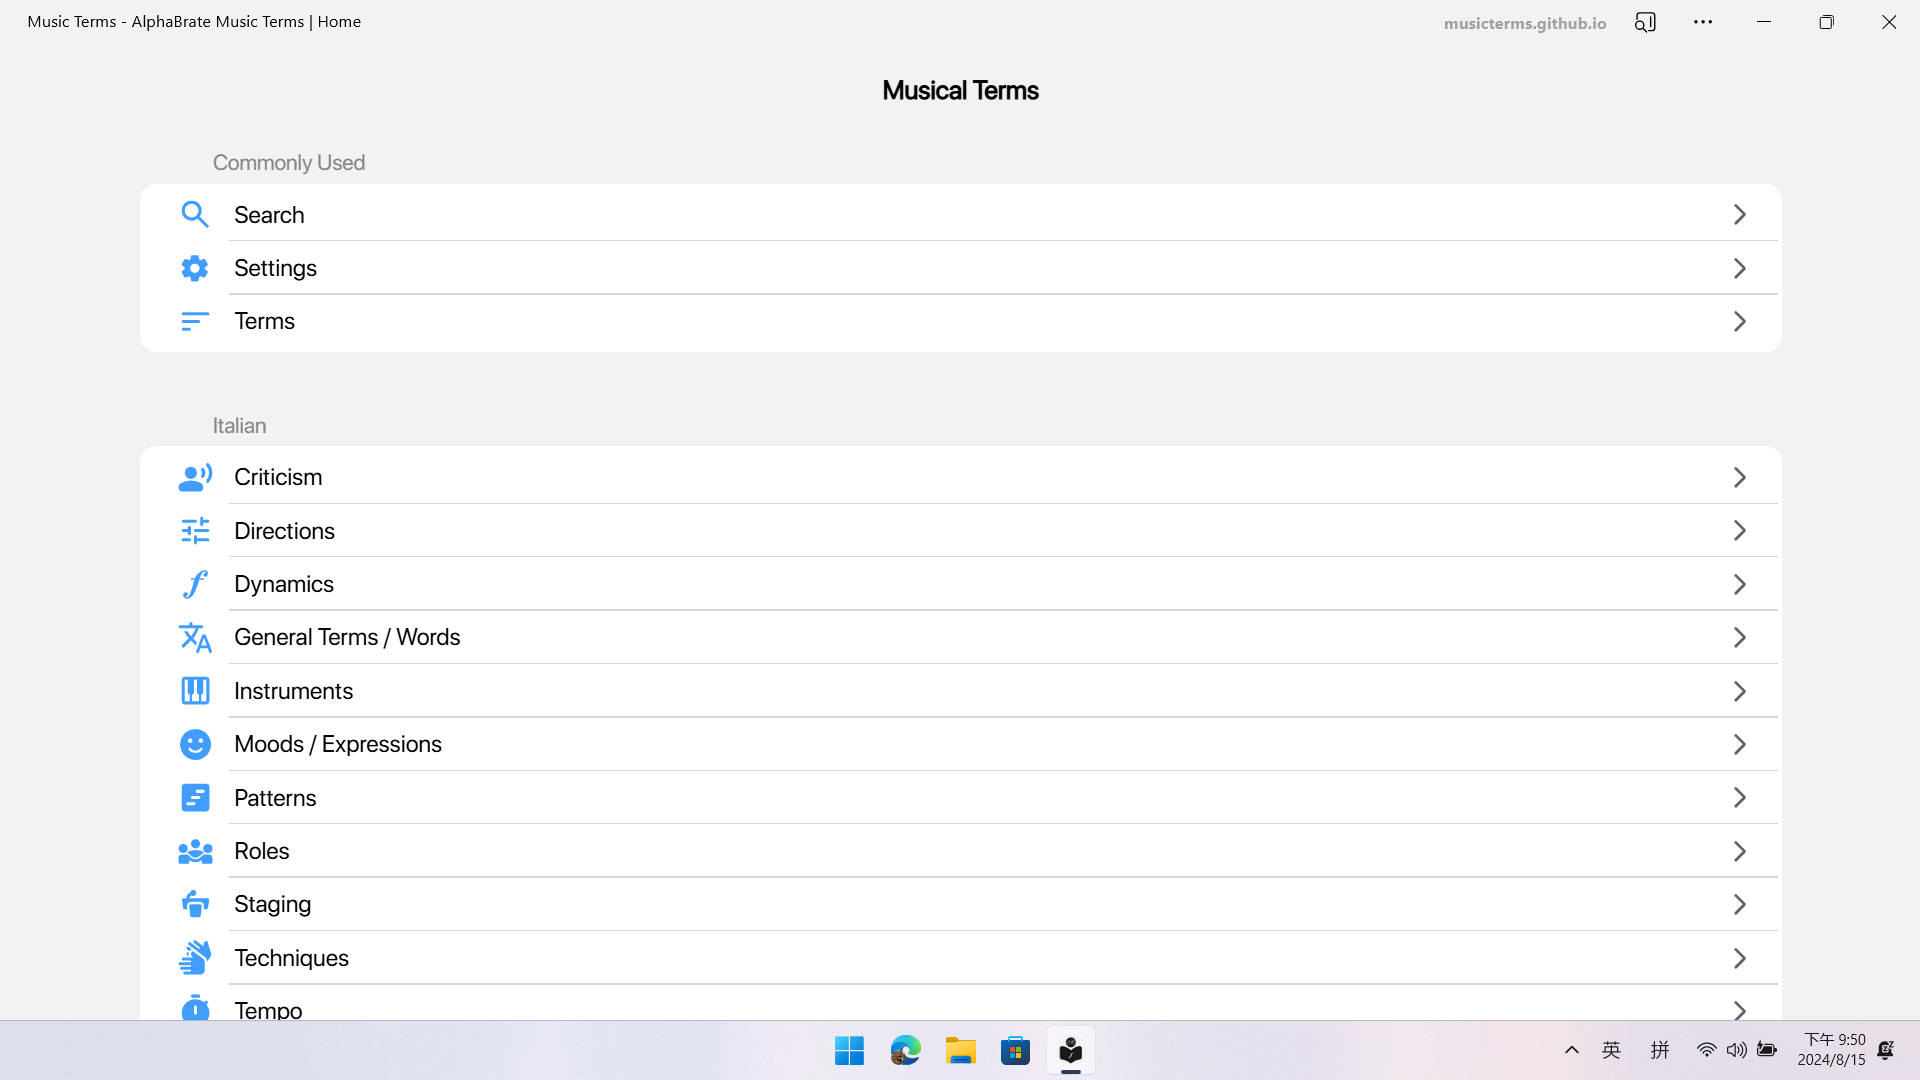 Music Terms - AlphaBrate Music Terms | Home
musicterms.github.io
Musical Terms
Commonly Used
Search
Settings
Terms
Italian
Criticism
Directions
Dynamics
General Terms / Words
Instruments
Moods / Expressions
Patterns
Roles
Staging
Techniques
Tempo
英
拼
下午 9:50
2024/8/15